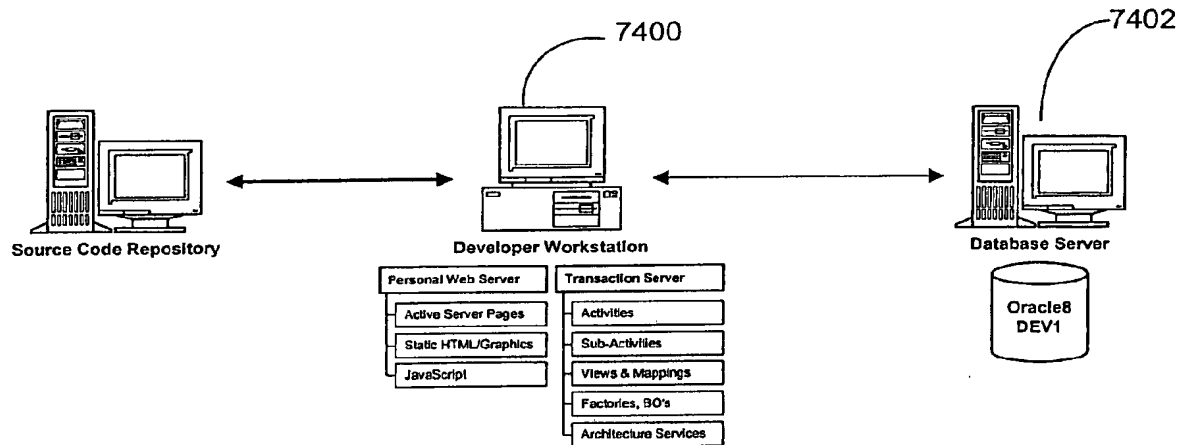 7400
7402
Source Code Repository
Developer Workstation
Database Server
Personal Web Server
Active Server Pages
Static HTML/Graphics
JavaScript
Transaction Server
Activities
Sub-Activities
Views & Mappings
Factories, BO's
Architecture Services
Oracle8
DEV1